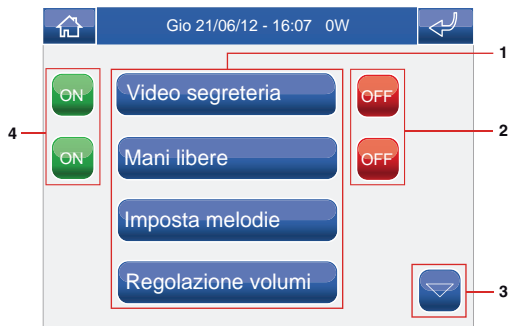 Gio 21/06/12 - 16:07 0W
1
ON Video segreteria OFF
4 2
ON Mani libere OFF
Imposta melodie
Regolazione volumi
3